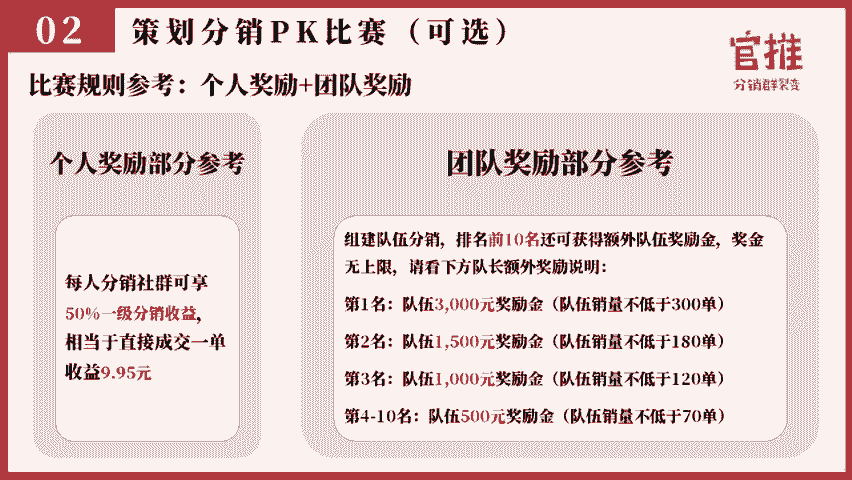 02
策划分销PK比赛（可选）
官推
分销群裂变
比赛规则参考：个人奖励+团队奖励
个人奖励部分参考
每人分销社群可享
50%一级分销收益，
相当于直接成交一单
收益9.95元
团队奖励部分参考
组建队伍分销，排名前10名还可获得额外队伍奖励金，奖金
无上限，请看下方队长额外奖励说明：
第1名：队伍3,000元奖励金（队伍销量不低于300单）
第2名：队伍1,500元奖励金（队伍销量不低于180单）
第3名：队伍1,000元奖励金（队伍销量不低于120单）
第4-10名：队伍500元奖励金（队伍销量不低于70单）